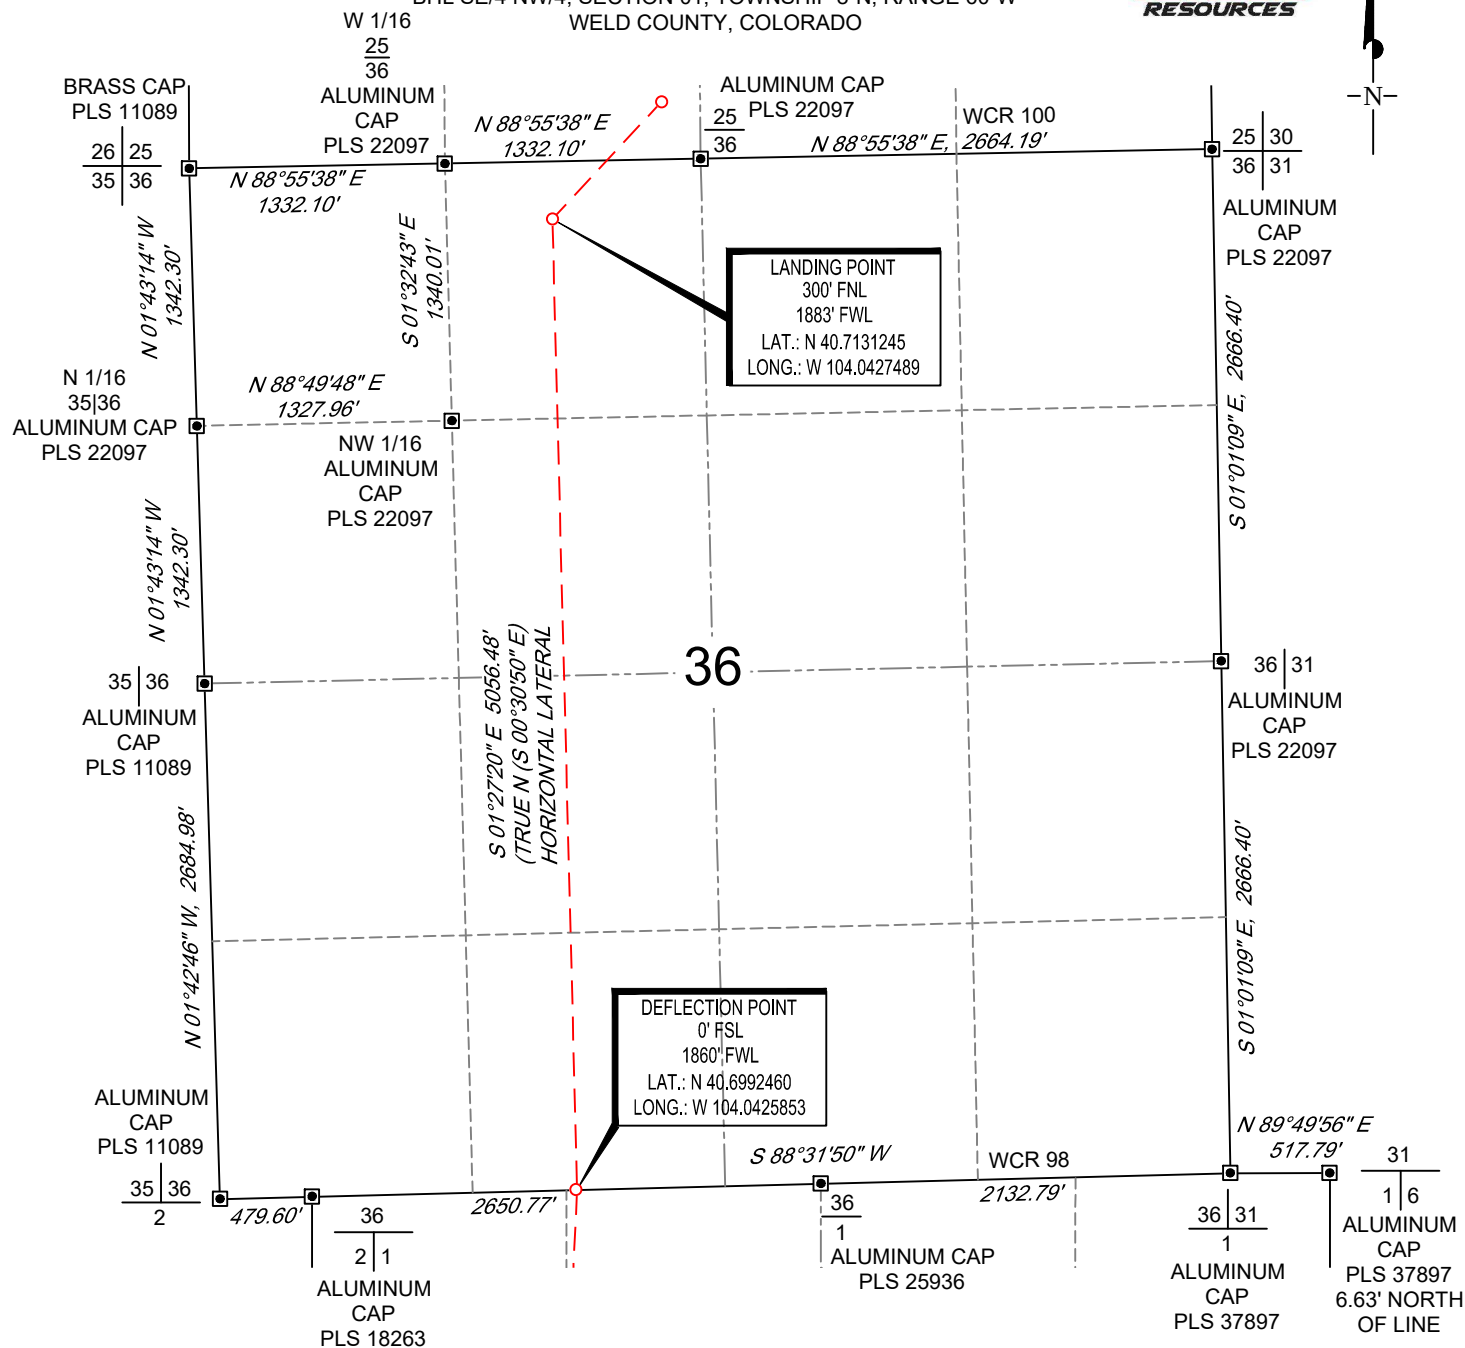 WELD COUNTY, COLORADO
RESOURCES
W 1/16
25
36
ALUMINUM
CAP
PLS 22097
BRASS CAP
PLS 11089
26 25
35 36
N 88°55'38" E
1332.10'
N 88°55'38" E
1332.10'
ALUMINUM CAP
PLS 22097
25
36
WCR 100
N 88°55'38" E, 2664.19'
-N-
25 30
36 31
ALUMINUM
CAP
PLS 22097
N 01°43'14" W
1342.30'
S 01°32'43" E
1340.01'
LANDING POINT
300' FNL
1883' FWL
LAT.: N 40.7131245
LONG.: W 104.0427489
S 01°01'09" E, 2666.40'
N 1/16
35|36
ALUMINUM CAP
PLS 22097
N 88°49'48" E
1327.96'
NW 1/16
ALUMINUM
CAP
PLS 22097
N 01°43'14" W
1342.30'
S 01°27'20" E 5056.48'
(TRUE N (S 00°30'50" E)
HORIZONTAL LATERAL
36
35 36
ALUMINUM
CAP
PLS 11089
36 31
ALUMINUM
CAP
PLS 22097
N 01°42'46" W, 2684.98'
S 01°01'09" E, 2666.40'
DEFLECTION POINT
0' FSL
1860' FWL
LAT.: N 40.6992460
LONG.: W 104.0425853
ALUMINUM
CAP
PLS 11089
35 36
2
479.60'
36
2 1
ALUMINUM
CAP
PLS 18263
2650.77'
S 88°31'50" W
WCR 98
2132.79'
36
1
ALUMINUM CAP
PLS 25936
N 89°49'56" E
517.79'
36 31
1
ALUMINUM
CAP
PLS 37897
31
1 6
ALUMINUM
CAP
PLS 37897
6.63' NORTH
OF LINE